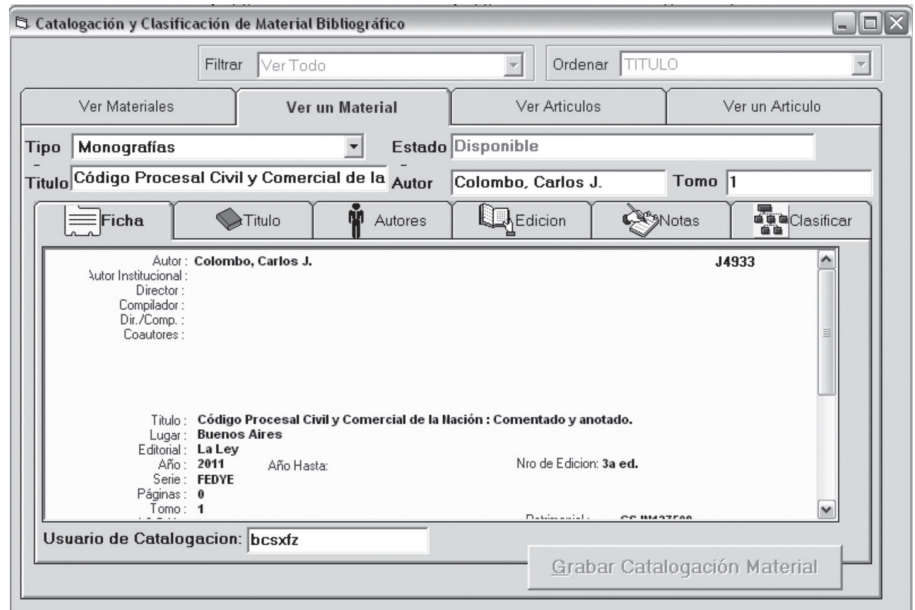 Catalogación y Clasificación de Material Bibliográfico
Filtrar Ver Todo Ordenar TITULO
Ver Materiales Ver un Material Ver Articulos Ver un Articulo
Tipo Monografías Estado Disponible
Titulo Código Procesal Civil y Comercial de la Autor Colombo, Carlos J. Tomo 1
Ficha Titulo Autores Edicion Notas Clasificar
Autor : Colombo, Carlos J. J4933
Autor Institucional :
Director :
Compilador :
Dir./Comp. :
Coautores :
Titulo : Código Procesal Civil y Comercial de la Nación : Comentado y anotado.
Lugar : Buenos Aires
Editorial : La Ley
Año : 2011 Año Hasta: Nro de Edicion: 3a ed.
Serie : FEDYE
Páginas : 0
Tomo : 1
Usuario de Catalogacion: bcsxfz
Grabar Catalogación Material